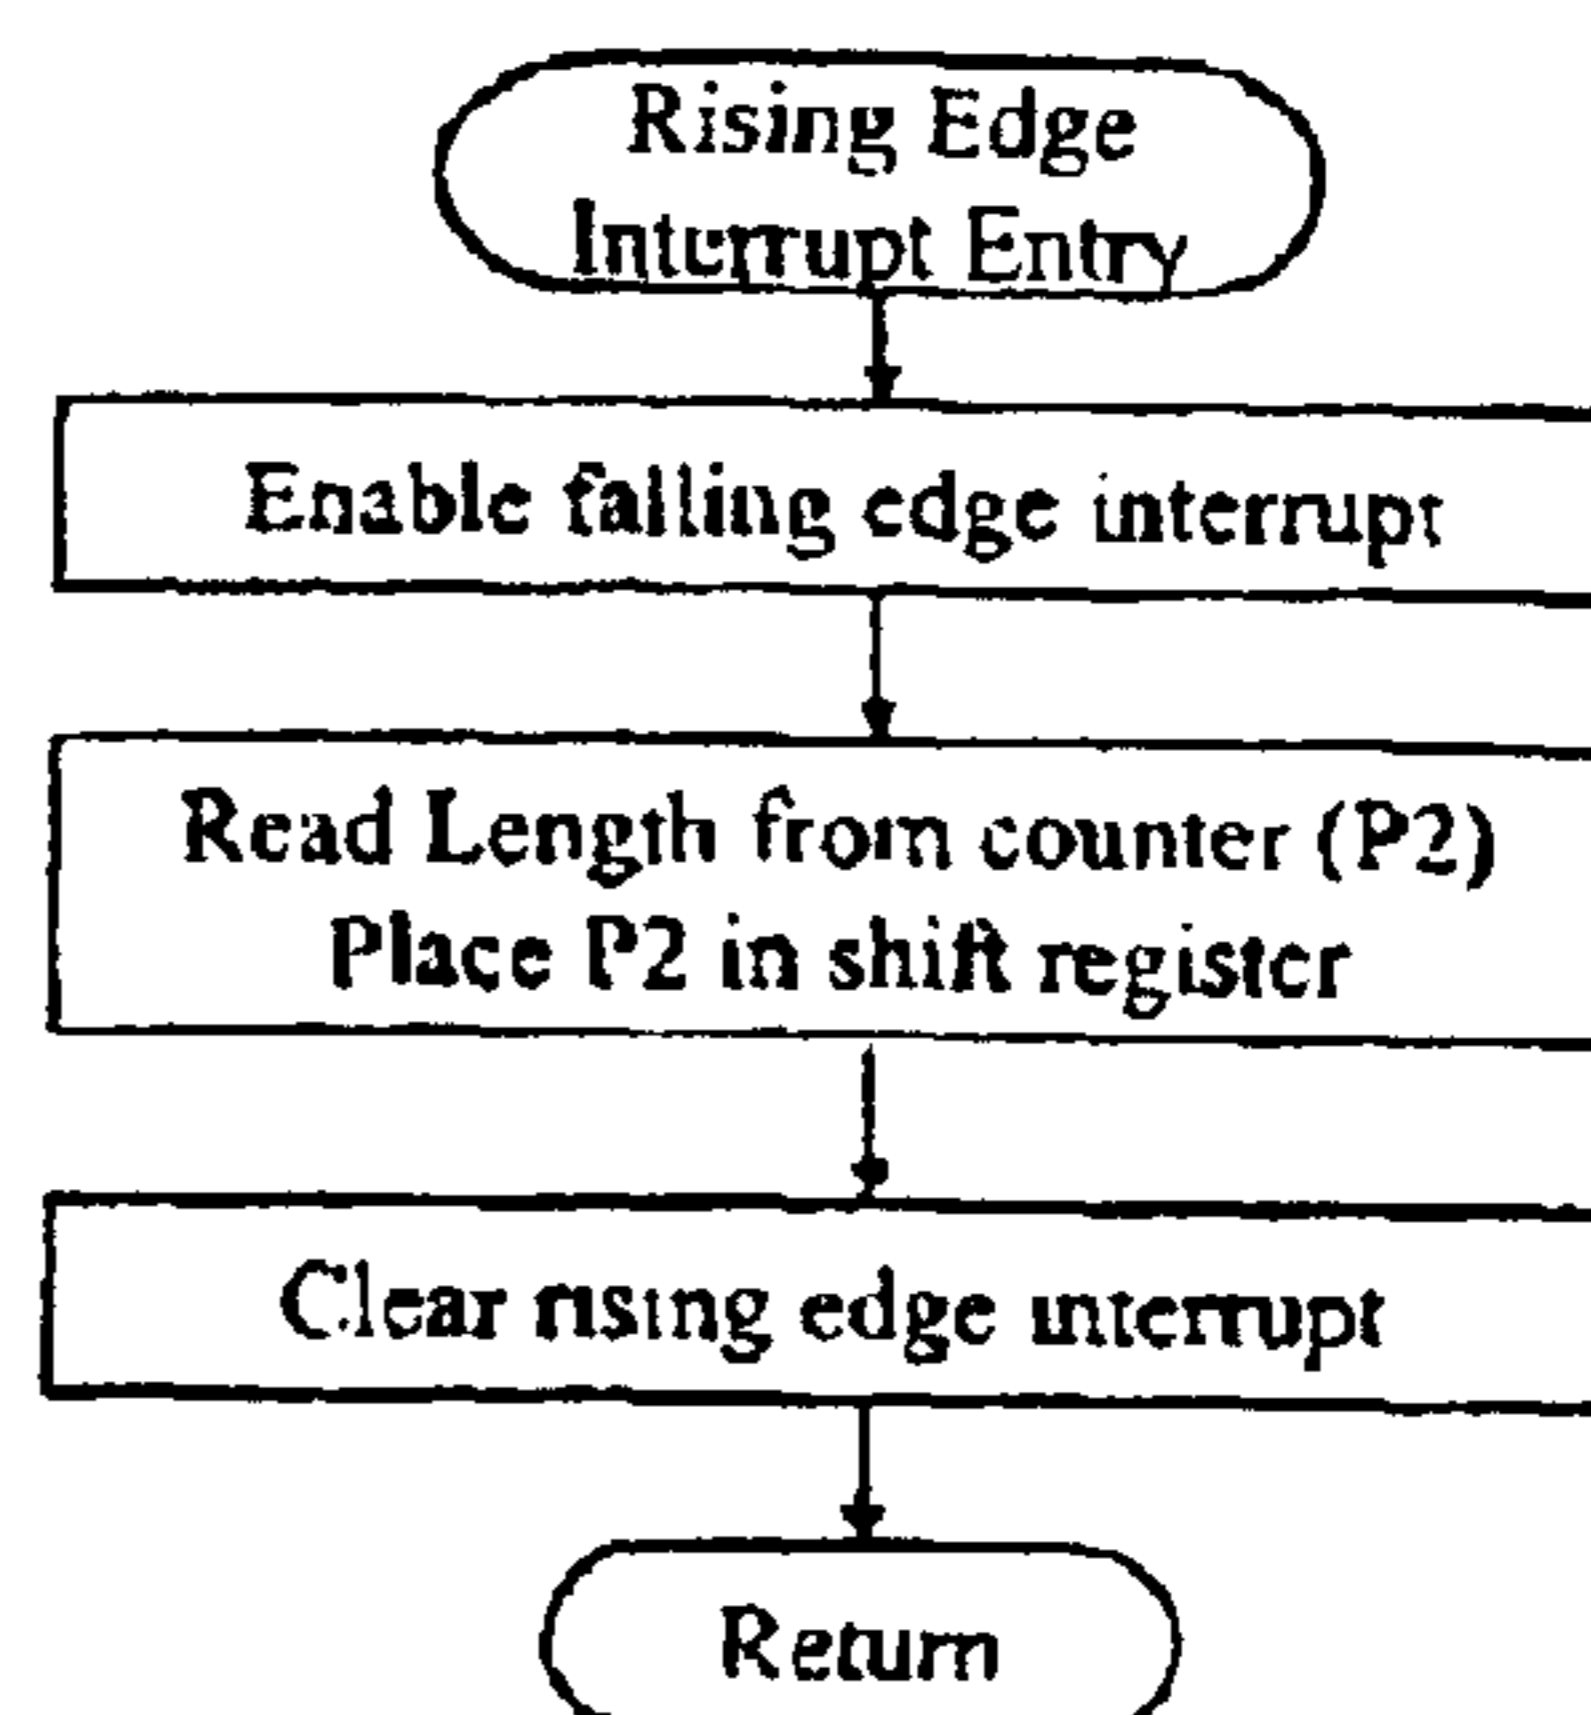 Rising Edge
Interrupt Entry
Enable falling edge interrupt
Read Length from counter (P2)
Place P2 in shift register
Clear rising edge interrupt
Return